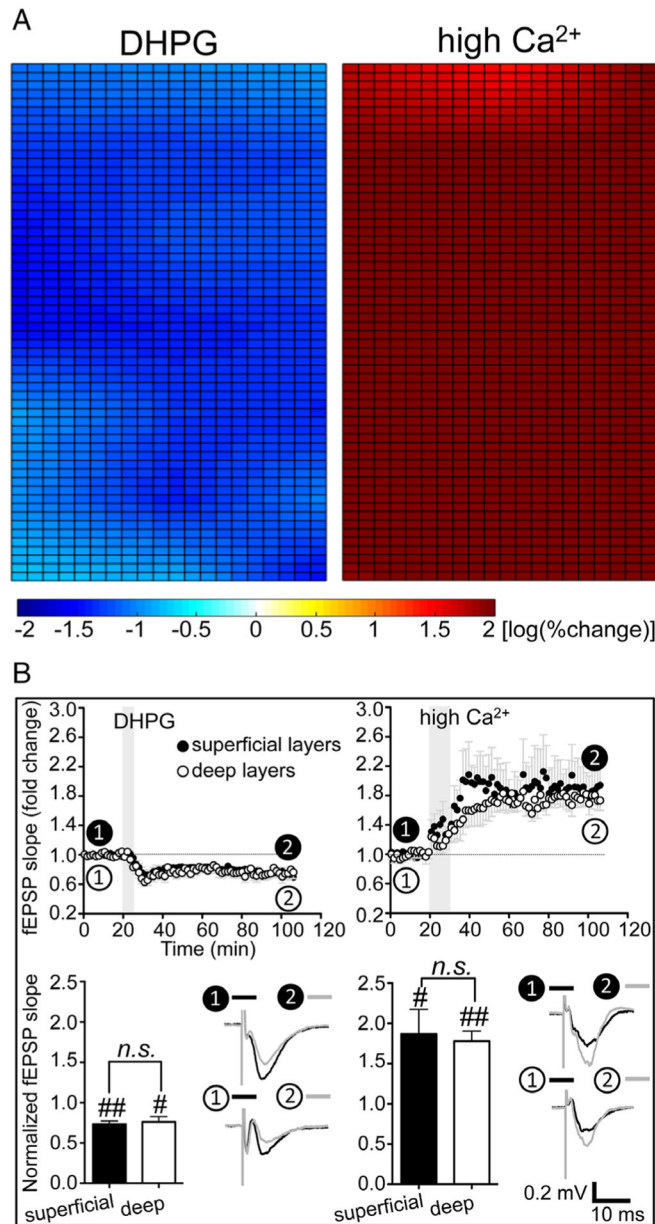 A
DHPG high Ca²⁺
-2 -1.5 -1 -0.5 0 0.5 1 1.5 2 [log(%change)]
B
fEPSP slope (fold change)
3.0
2.6
2.2
1.8
1.4
1.0
0.6
0.2
DHPG
superficial layers
deep layers
1 2
1 2
0 20 40 60 80 100 120
Time (min)
3.0
2.6
2.2
1.8
1.4
1.0
0.6
0.2
high Ca²⁺
1 2
1 2
0 20 40 60 80 100 120
Normalized fEPSP slope
2.5
2.0
1.5
1.0
0.5
0.0
n.s.
## #
superficial deep
1 2
1 2
2.5
2.0
1.5
1.0
0.5
0.0
n.s.
# ##
superficial deep
1 2
1 2
0.2 mV
10 ms